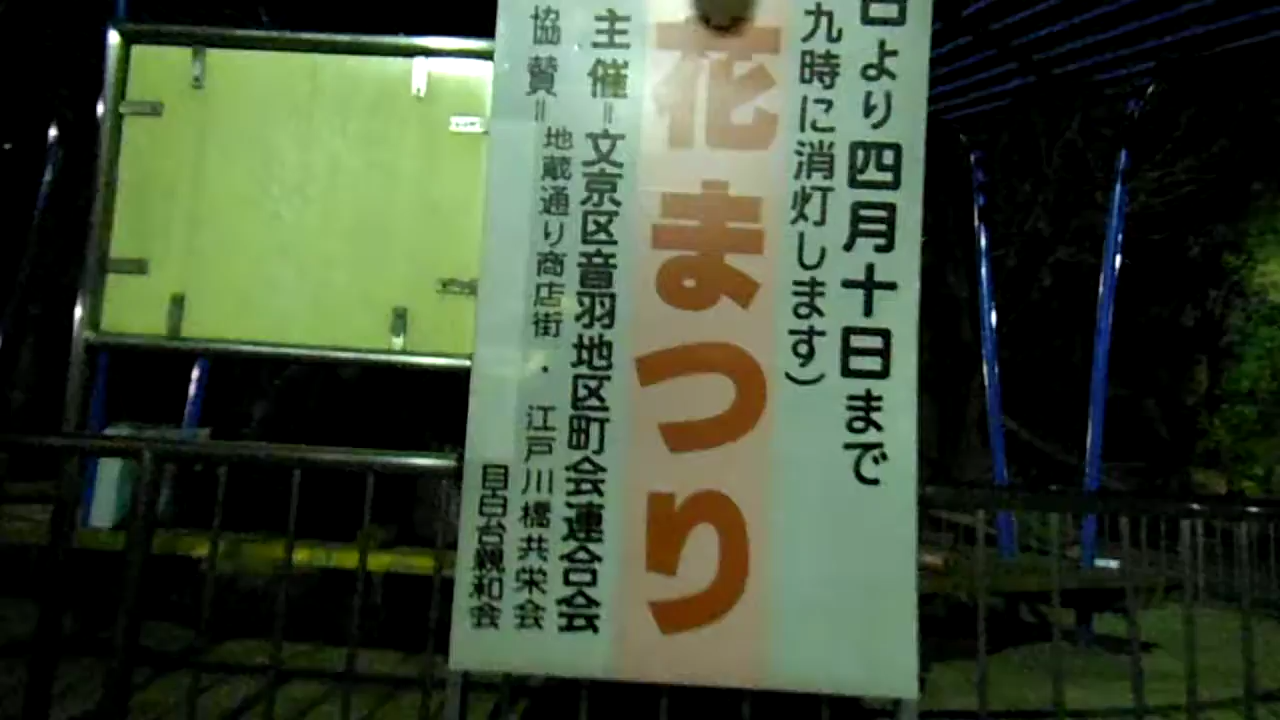 日より四月十日まで
九時に消灯します）
花まつり
主催＝文京区音羽地区町会連合会
協賛＝地蔵通り商店街・江戸川橋共栄会
目白台親和会